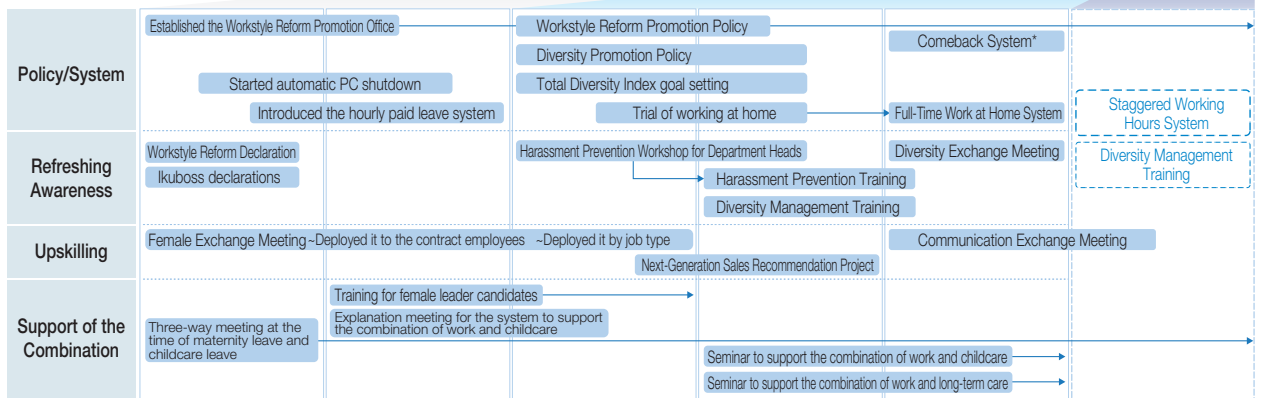 Policy/System
Established the Workstyle Reform Promotion Office
Workstyle Reform Promotion Policy
Comeback System*
Diversity Promotion Policy
Started automatic PC shutdown
Total Diversity Index goal setting
Introduced the hourly paid leave system
Trial of working at home
Full-Time Work at Home System
Staggered Working
Hours System
Refreshing
Awareness
Workstyle Reform Declaration
Harassment Prevention Workshop for Department Heads
Diversity Exchange Meeting
Diversity Management
Training
Ikuboss declarations
Harassment Prevention Training
Diversity Management Training
Upskilling
Female Exchange Meeting ~Deployed it to the contract employees ~Deployed it by job type
Communication Exchange Meeting
Next-Generation Sales Recommendation Project
Support of the
Combination
Training for female leader candidates
Explanation meeting for the system to support
the combination of work and childcare
Three-way meeting at the
time of maternity leave and
childcare leave
Seminar to support the combination of work and childcare
Seminar to support the combination of work and long-term care